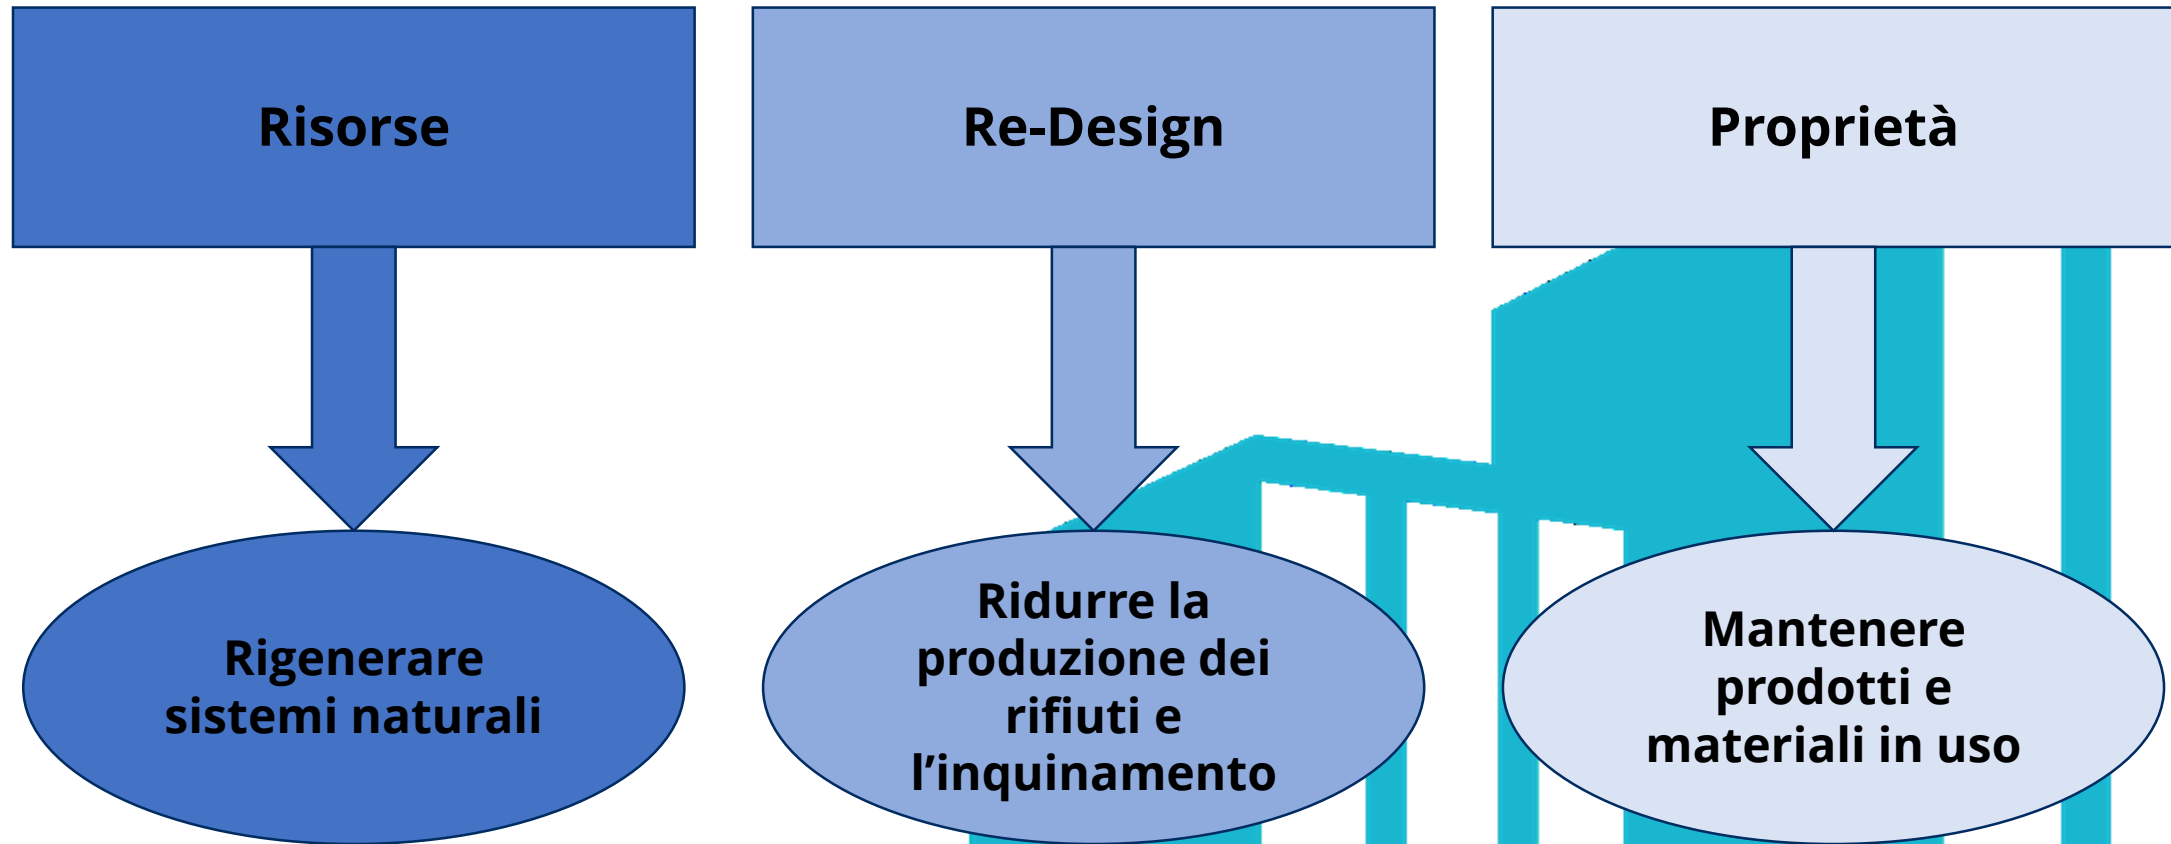 Risorse
Re-Design
Proprietà
Rigenerare
sistemi naturali
Ridurre la
produzione dei
rifiuti e
l’inquinamento
Mantenere
prodotti e
materiali in uso